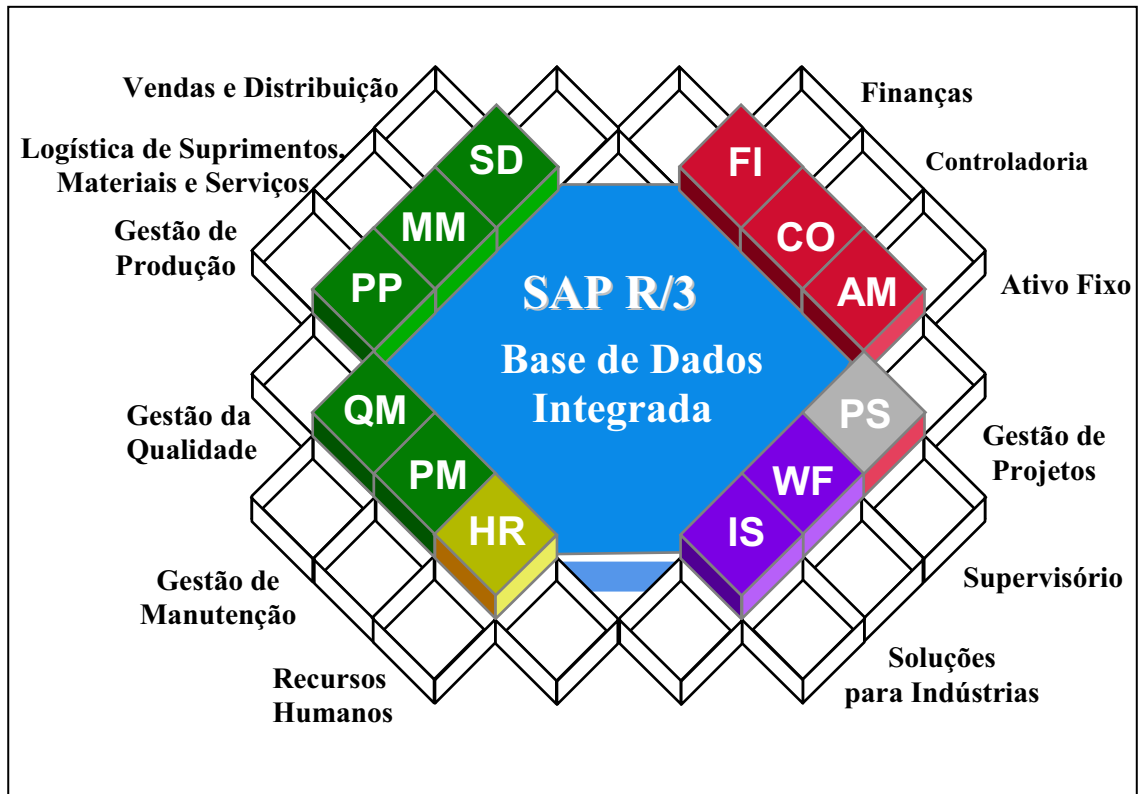 Vendas e Distribuição
Finanças
Logística de Suprimentos,
Materiais e Serviços
Controladoria
Gestão de
Produção
Ativo Fixo
SD
MM
PP
FI
CO
AM
SAP R/3
Base de Dados
Integrada
QM
PM
HR
PS
WF
IS
Gestão da
Qualidade
Gestão de
Projetos
Gestão de
Manutenção
Supervisório
Recursos
Humanos
Soluções
para Indústrias